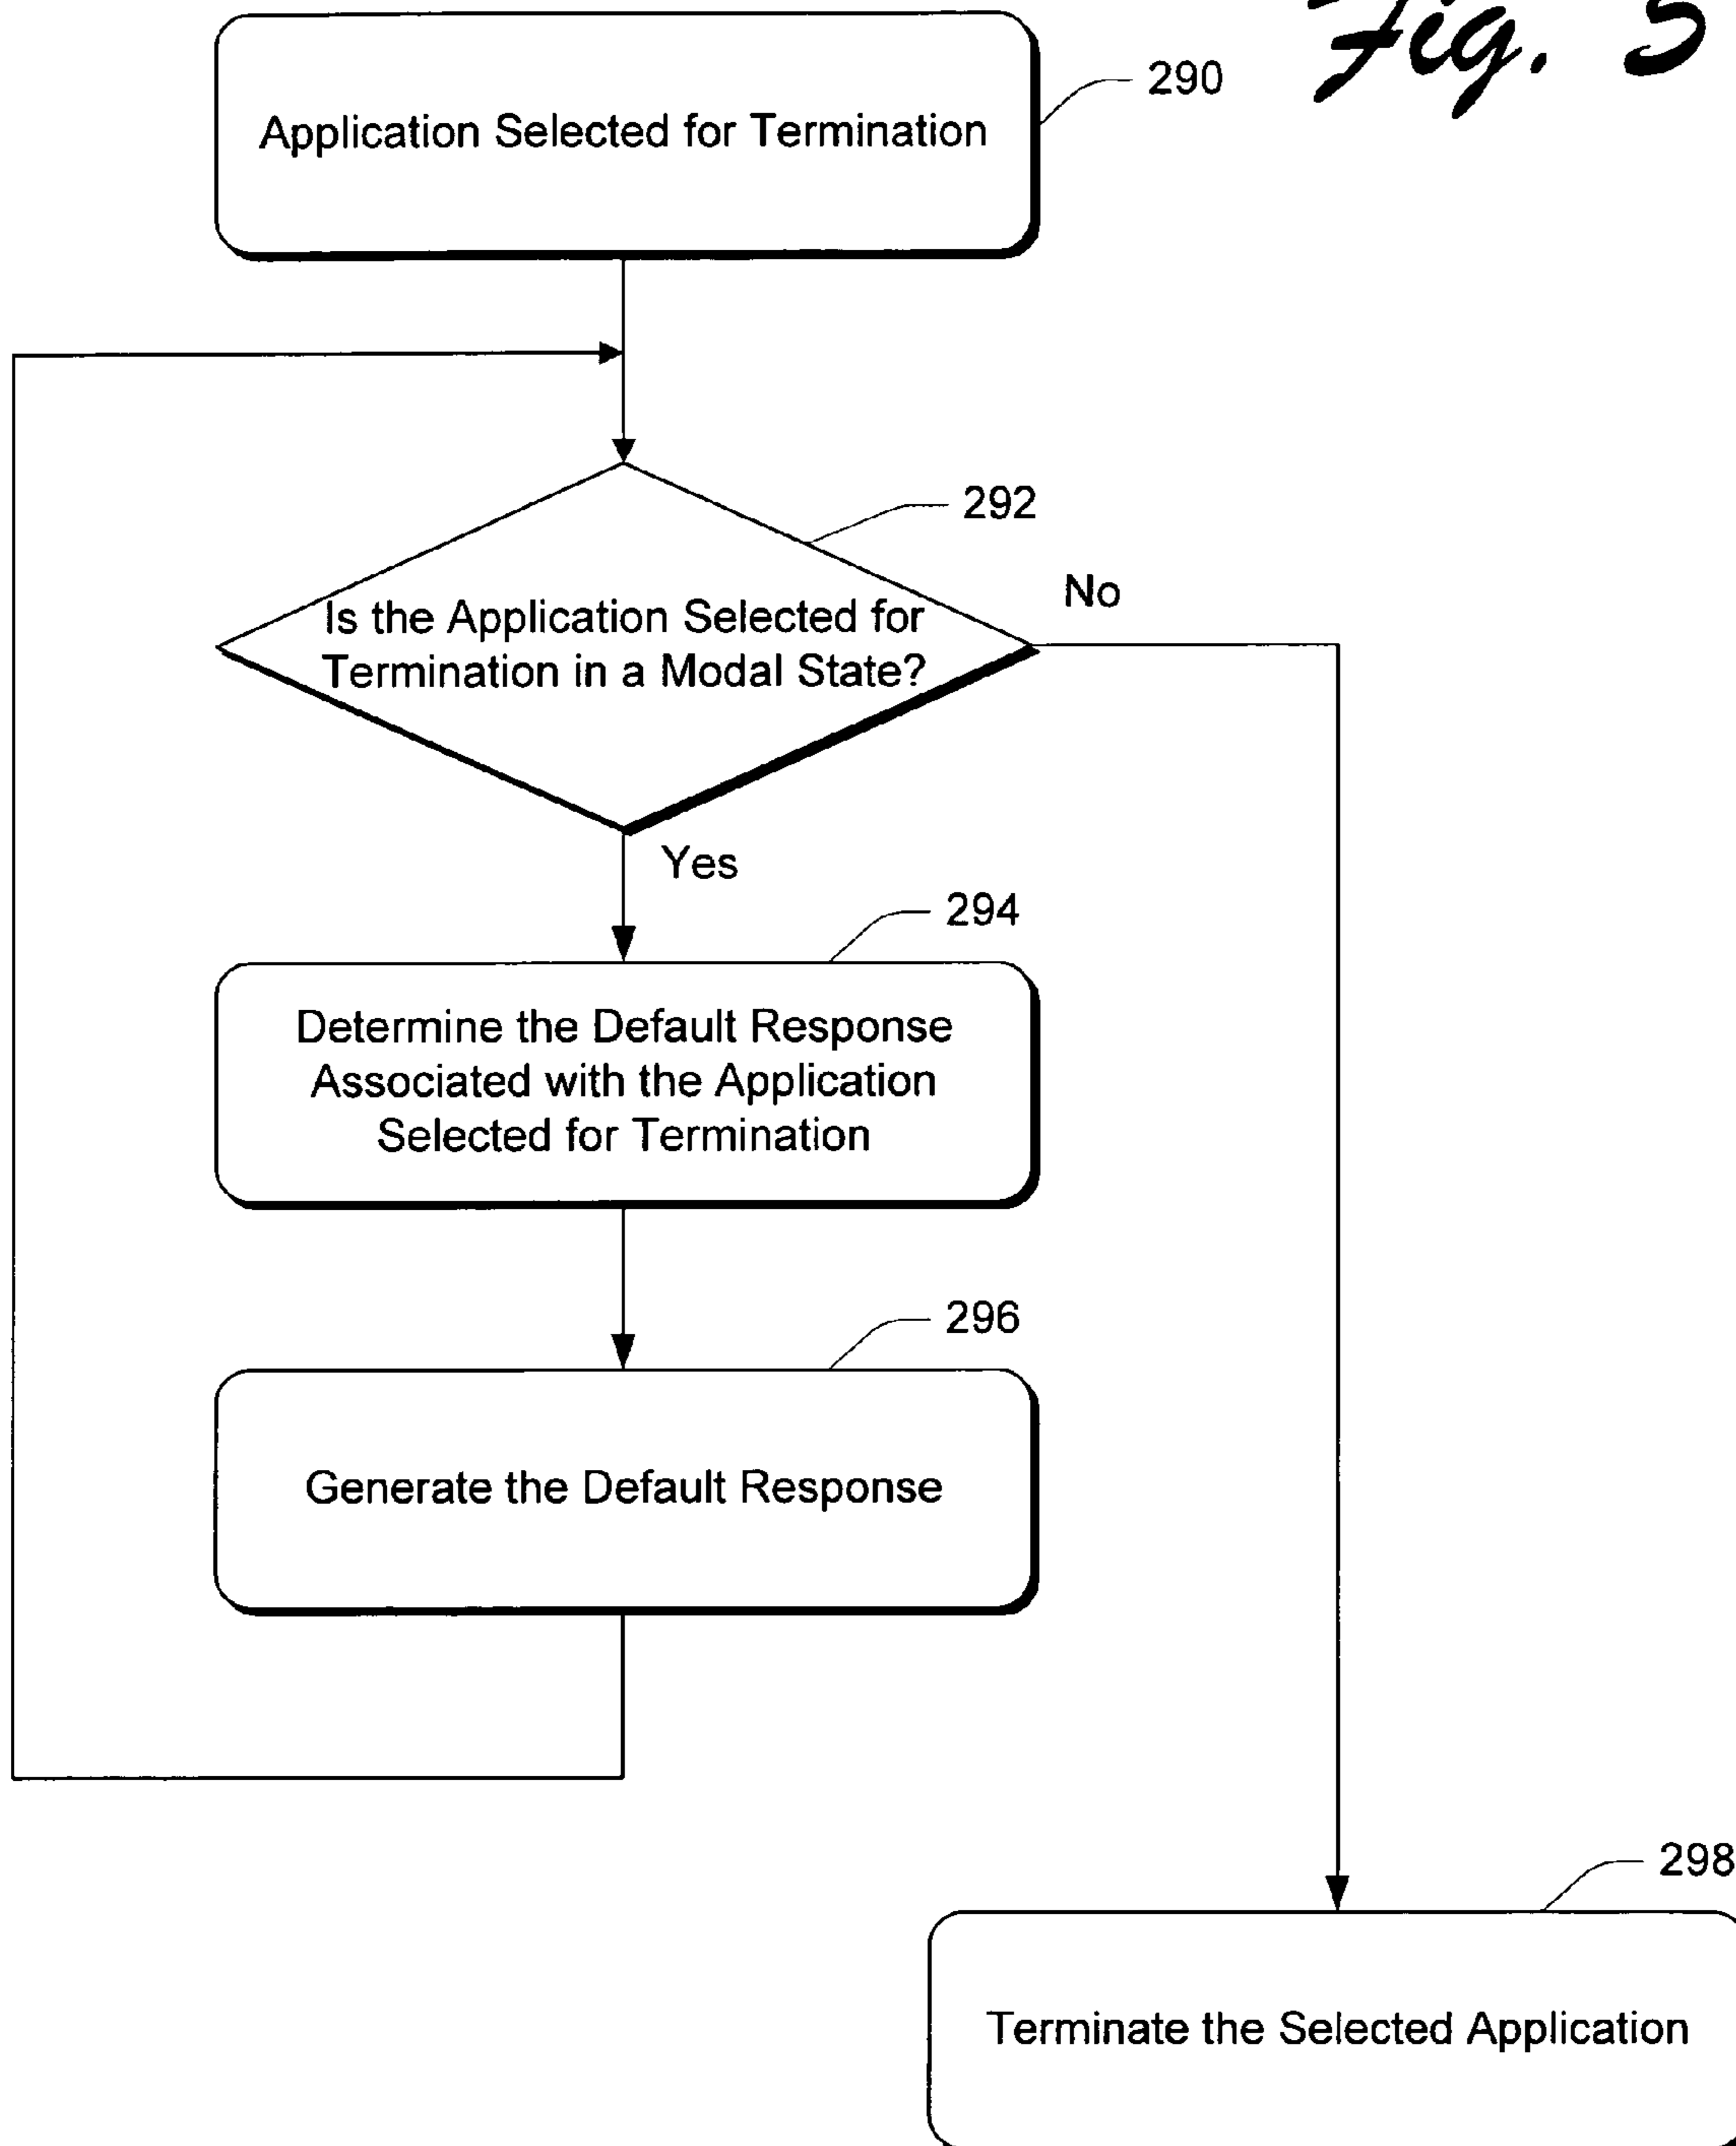 Fig. 5
290
Application Selected for Termination
292
No
Is the Application Selected for
Termination in a Modal State?
Yes
294
Determine the Default Response
Associated with the Application
Selected for Termination
296
Generate the Default Response
298
Terminate the Selected Application